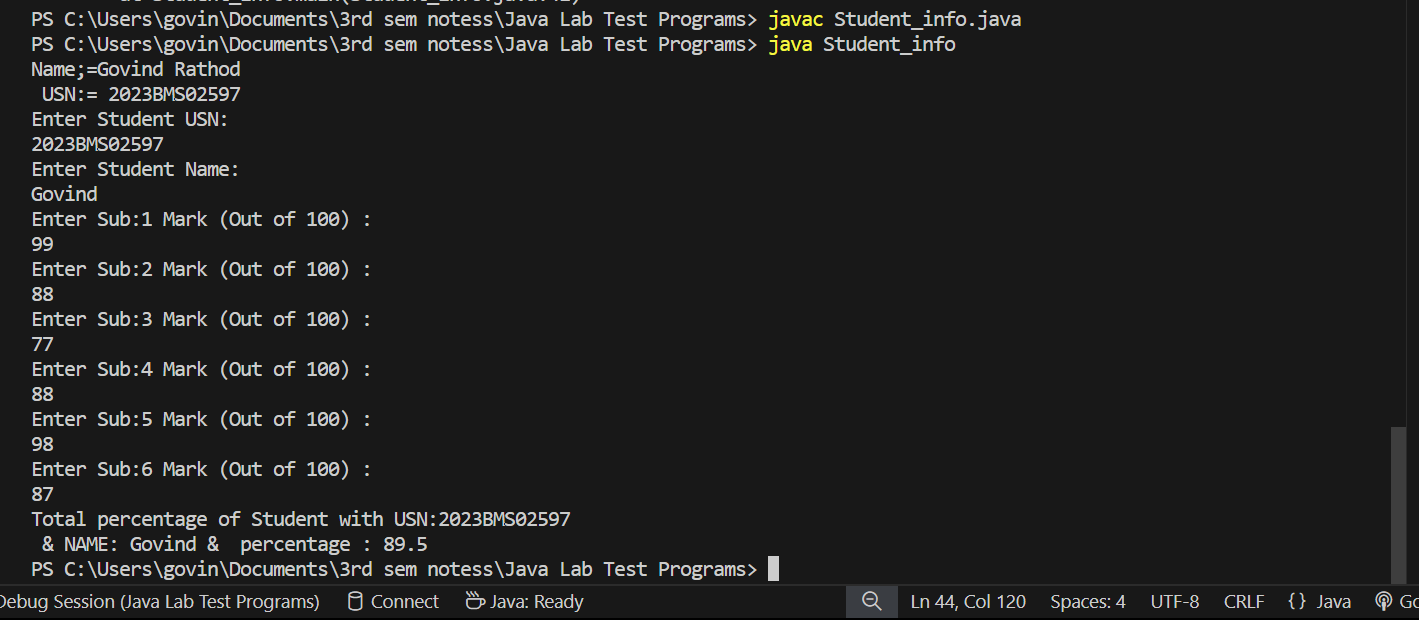 PS C:\Users\govin\Documents\3rd sem notess\Java Lab Test Programs> javac Student_info.java
PS C:\Users\govin\Documents\3rd sem notess\Java Lab Test Programs> java Student_info
Name;=Govind Rathod
 USN:= 2023BMS02597
Enter Student USN:
2023BMS02597
Enter Student Name:
Govind
Enter Sub:1 Mark (Out of 100) :
99
Enter Sub:2 Mark (Out of 100) :
88
Enter Sub:3 Mark (Out of 100) :
77
Enter Sub:4 Mark (Out of 100) :
88
Enter Sub:5 Mark (Out of 100) :
98
Enter Sub:6 Mark (Out of 100) :
87
Total percentage of Student with USN:2023BMS02597
 & NAME: Govind &  percentage : 89.5
PS C:\Users\govin\Documents\3rd sem notess\Java Lab Test Programs>
Debug Session (Java Lab Test Programs) Connect Java: Ready Ln 44, Col 120 Spaces: 4 UTF-8 CRLF {} Java Go